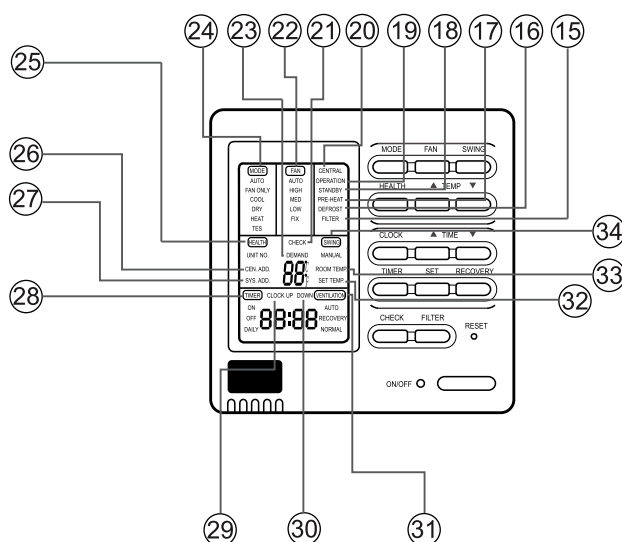 24 23 22 21 20 19 18 17 16 15
25
26
27
28
MODE FAN CENTRAL
AUTO AUTO OPERATION
FAN ONLY HIGH STANDBY
COOL MED PRE-HEAT
DRY LOW DEFROST
HEAT FIX FILTER
TES
HEALTH CHECK SWING
UNIT NO. DEMAND MANUAL
CEN. ADD. 88 ROOM TEMP.
SYS. ADD. SET TEMP.
TIMER CLOCK UP DOWN VENTILATION
ON AUTO
OFF 88:88 RECOVERY
DAILY NORMAL
MODE FAN SWING
HEALTH ▲ TEMP ▼
CLOCK ▲ TIME ▼
TIMER SET RECOVERY
CHECK FILTER
RESET
ON/OFF
34
33
32
29 30 31